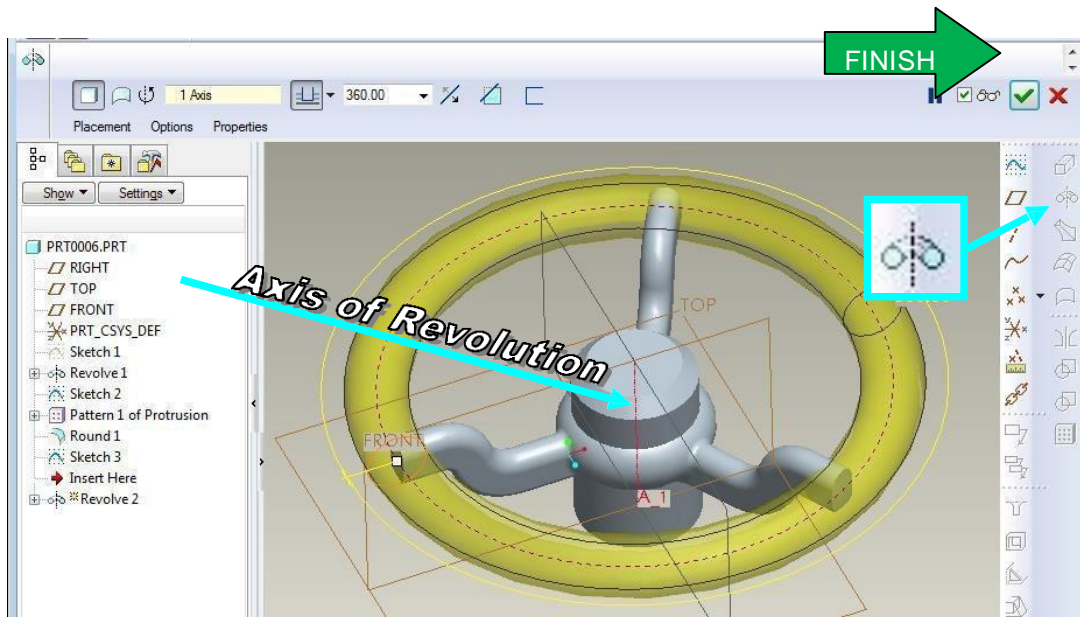 FINISH
1 Axis
360.00
Placement Options Properties
Show Settings
PRT0006.PRT
RIGHT
TOP
FRONT
PRT_CSYS_DEF
Sketch 1
Revolve 1
Sketch 2
Pattern 1 of Protrusion
Round 1
Sketch 3
Insert Here
Revolve 2
Axis of Revolution
TOP
FRONT
A_1